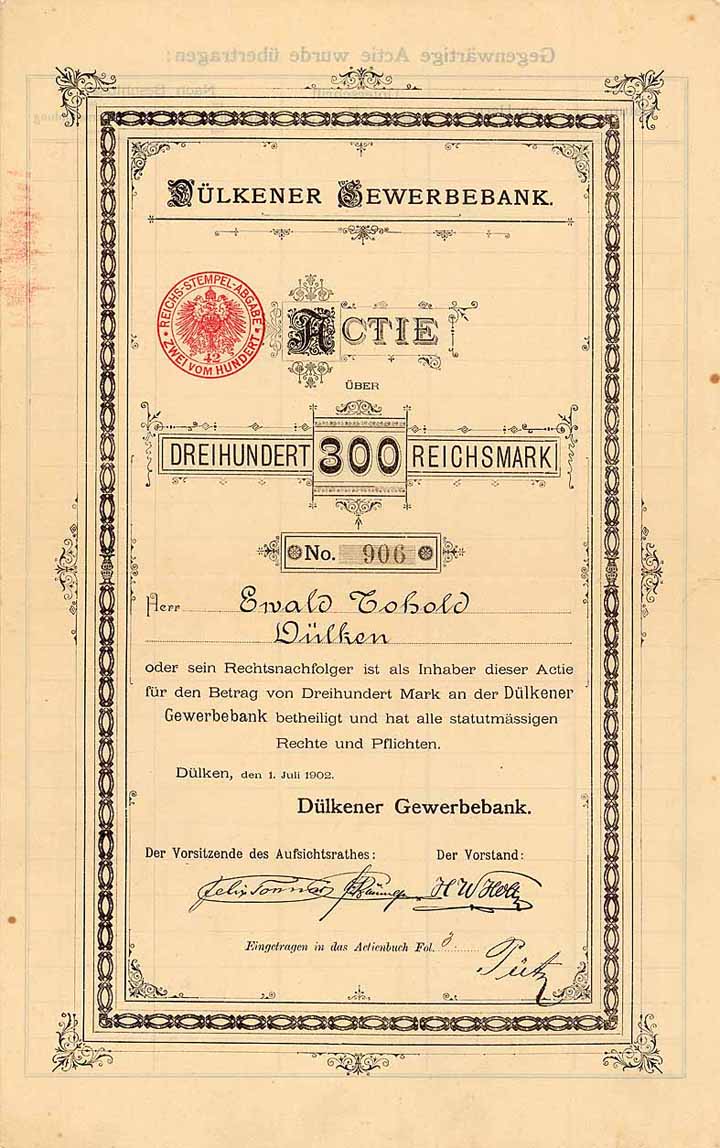 Gegenwärtige Actie wurde übertragen:
DÜLKENER GEWERBEBANK.
REICHS-STEMPEL-ABGABE
42
ZWEI VOM HUNDERT
ACTIE
ÜBER
DREIHUNDERT 300 REICHSMARK
No. 906
Herr Ewald Tobold
Dülken
oder sein Rechtsnachfolger ist als Inhaber dieser Actie
für den Betrag von Dreihundert Mark an der Dülkener
Gewerbebank betheiligt und hat alle statutmässigen
Rechte und Pflichten.
Dülken, den 1. Juli 1902.
Dülkener Gewerbebank.
Der Vorsitzende des Aufsichtsrathes: Der Vorstand:
Felix
Eingetragen in das Actienbuch Fol. 3